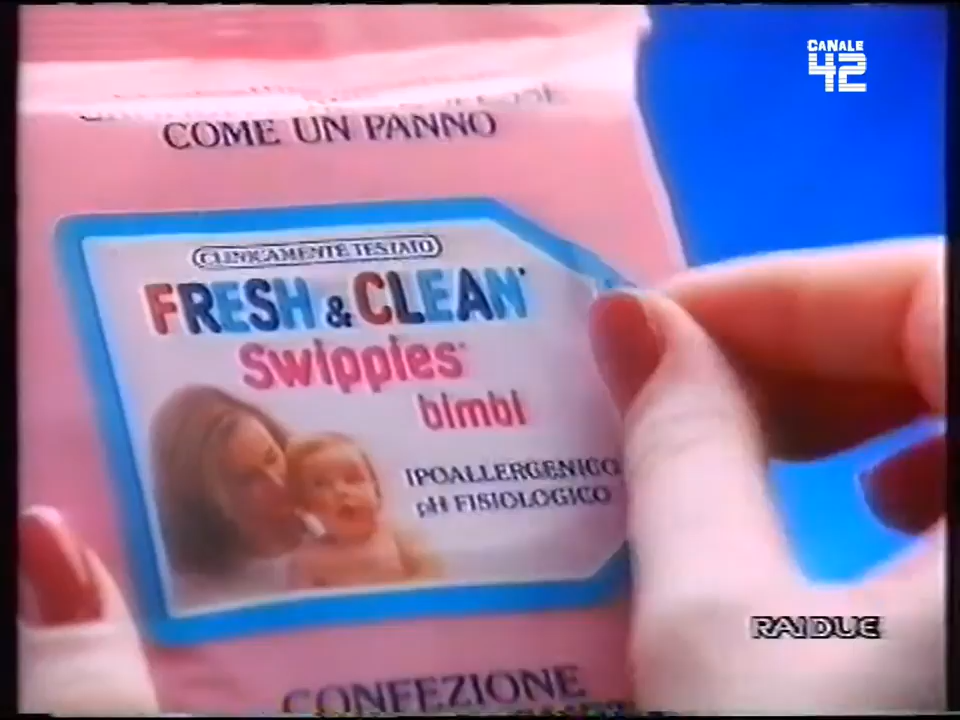 CANALE
42
COME UN PANNO
CLINICAMENTE TESTATO
FRESH & CLEAN
Swippies
bimbi
IPOALLERGENICO
pH FISIOLOGICO
RAIDUE
CONFEZIONE